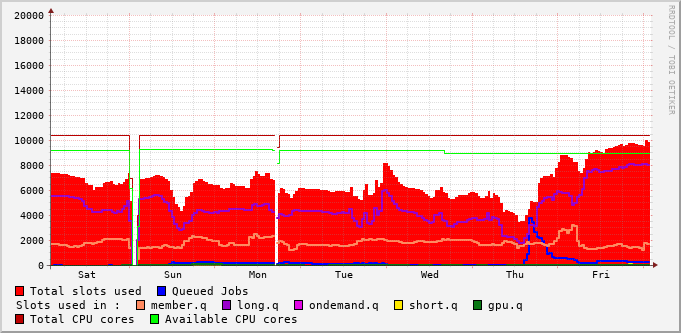 20000
18000
16000
14000
12000
10000
8000
6000
4000
2000
0
Sat Sun Mon Tue Wed Thu Fri
RRDTOOL / TOBI OETIKER
Total slots used Queued Jobs
Slots used in : member.q long.q ondemand.q short.q gpu.q
Total CPU cores Available CPU cores